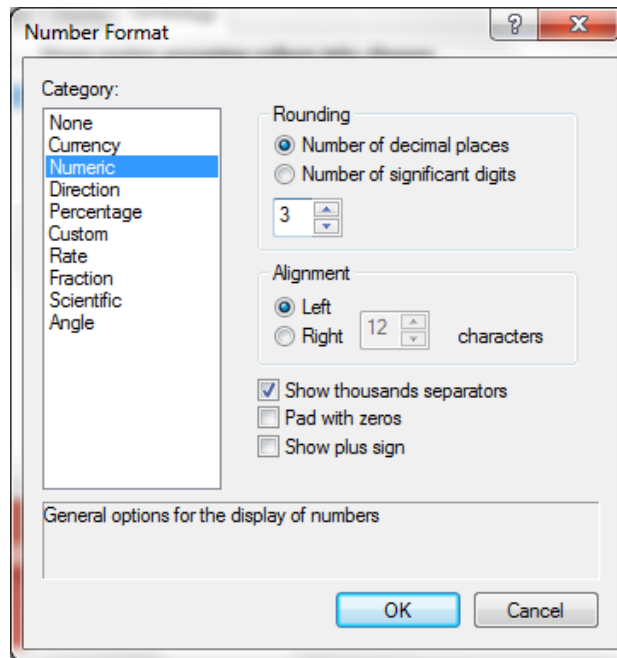 Number Format
?
Category:
None
Currency
Numeric
Direction
Percentage
Custom
Rate
Fraction
Scientific
Angle
Rounding
Number of decimal places
Number of significant digits
3
Alignment
Left
Right 12 characters
Show thousands separators
Pad with zeros
Show plus sign
General options for the display of numbers
OK Cancel